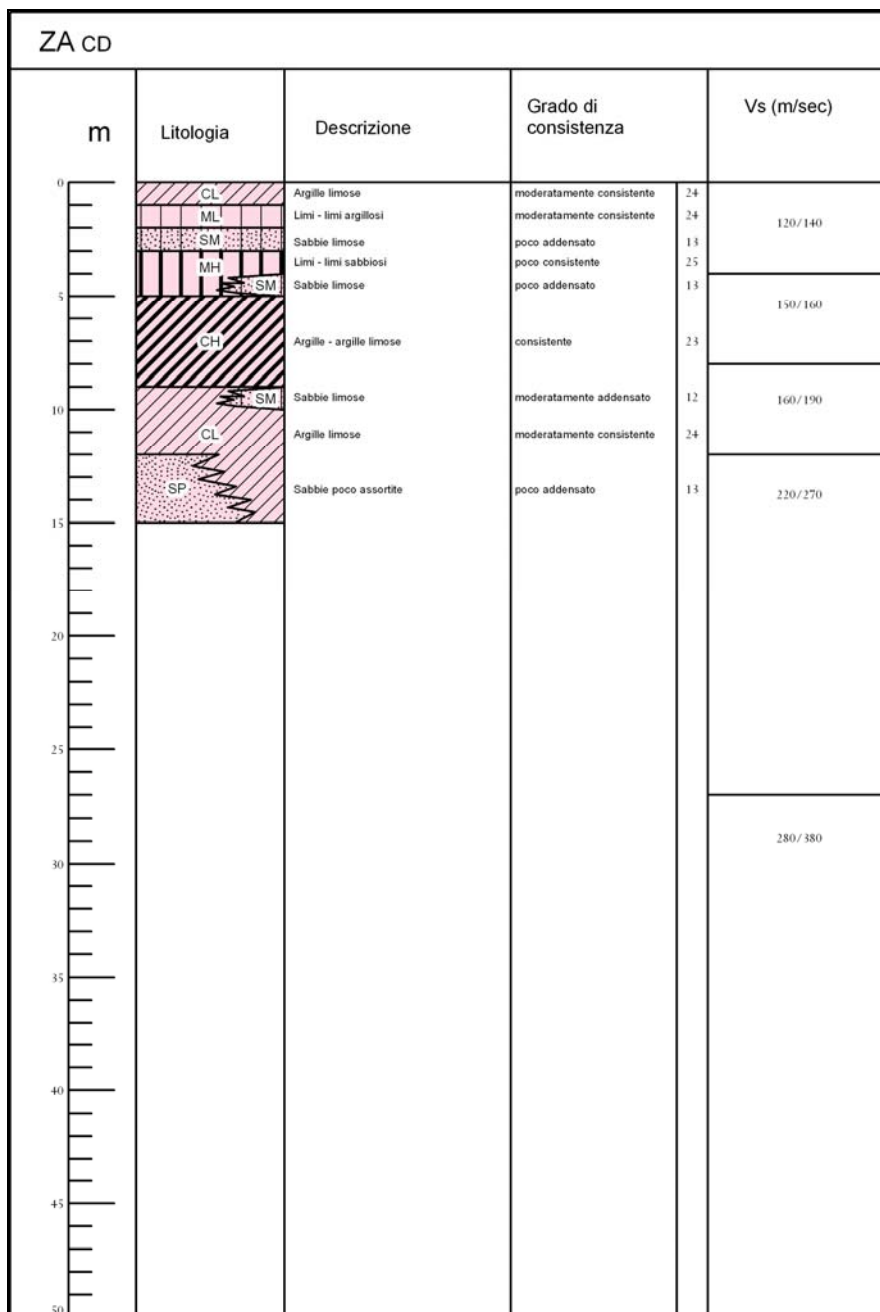 ZA CD
m
Litologia
Descrizione
Grado di
consistenza
Vs (m/sec)
0
CL Argille limose moderatamente consistente 24
ML Limi - limi argillosi moderatamente consistente 24
120/140
SM Sabbie limose poco addensato 13
MH Limi - limi sabbiosi poco consistente 25
SM Sabbie limose poco addensato 13
5
150/160
CH Argille - argille limose consistente 23
SM Sabbie limose moderatamente addensato 12
160/190
10
CL Argille limose moderatamente consistente 24
SP Sabbie poco assortite poco addensato 13
220/270
15
20
25
280/380
30
35
40
45
50